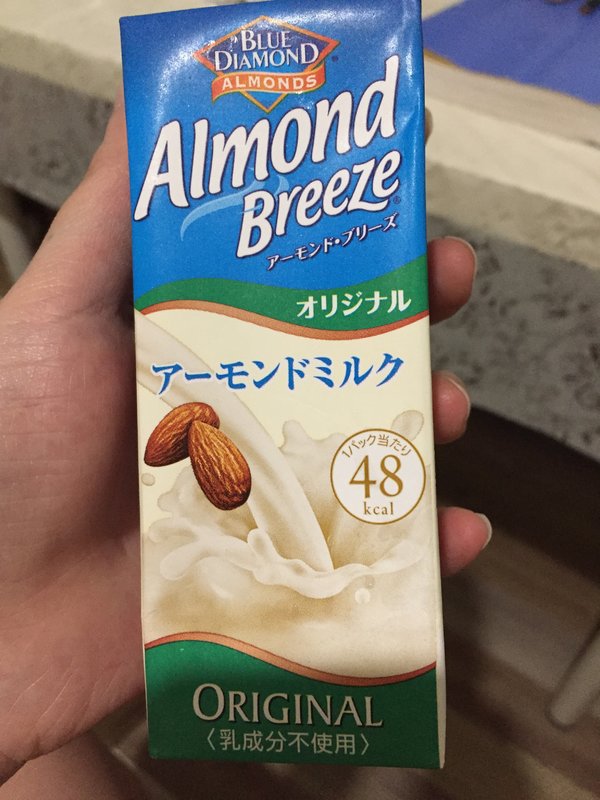 BLUE
DIAMOND®
ALMONDS
Almond
Breeze®
アーモンド・ブリーズ
オリジナル
アーモンドミルク
1パック当たり
48
kcal
ORIGINAL
〈乳成分不使用〉